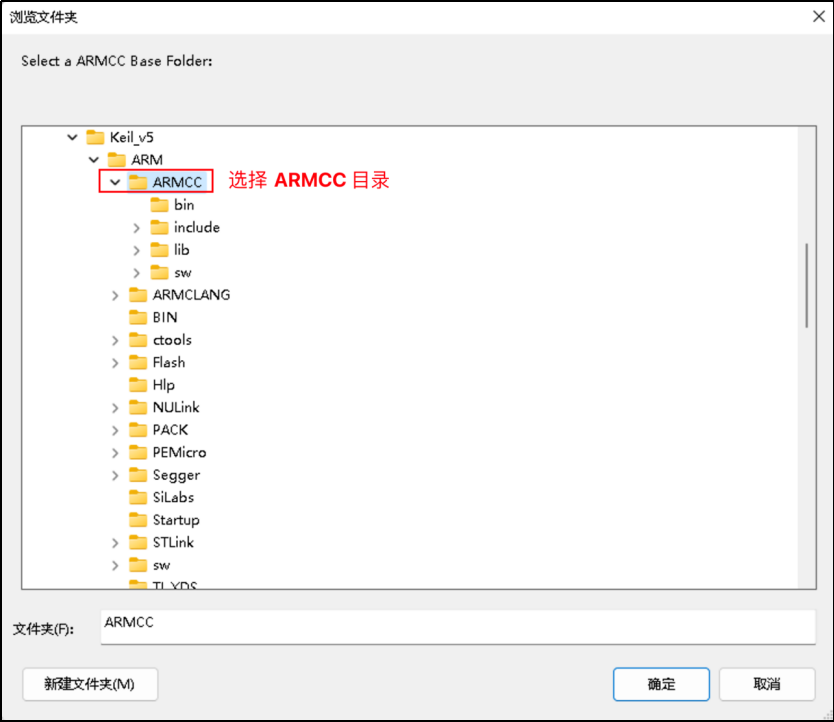 浏览文件夹
Select a ARMCC Base Folder:
Keil_v5
ARM
ARMCC 选择 ARMCC 目录
bin
include
lib
sw
ARMCLANG
BIN
ctools
Flash
Hlp
NULink
PACK
PEMicro
Segger
SiLabs
Startup
STLink
sw
文件夹(F): ARMCC
新建文件夹(M) 确定 取消